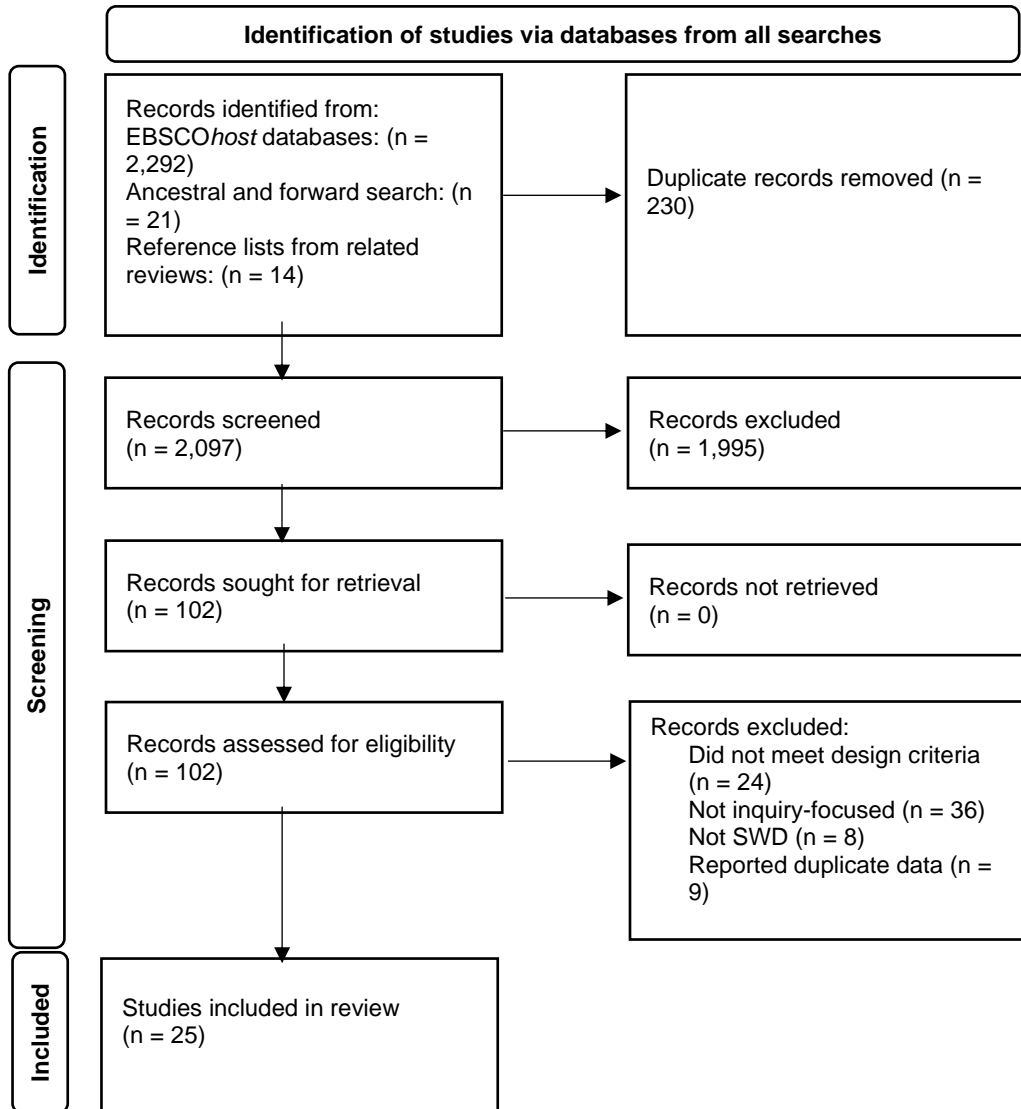 Identification of studies via databases from all searches
Identification
Records identified from:
EBSCOhost databases: (n =
2,292)
Ancestral and forward search: (n
= 21)
Reference lists from related
reviews: (n = 14)
Duplicate records removed (n =
230)
Screening
Records screened
(n = 2,097)
Records excluded
(n = 1,995)
Records sought for retrieval
(n = 102)
Records not retrieved
(n = 0)
Records assessed for eligibility
(n = 102)
Records excluded:
Did not meet design criteria
(n = 24)
Not inquiry-focused (n = 36)
Not SWD (n = 8)
Reported duplicate data (n =
9)
Included
Studies included in review
(n = 25)